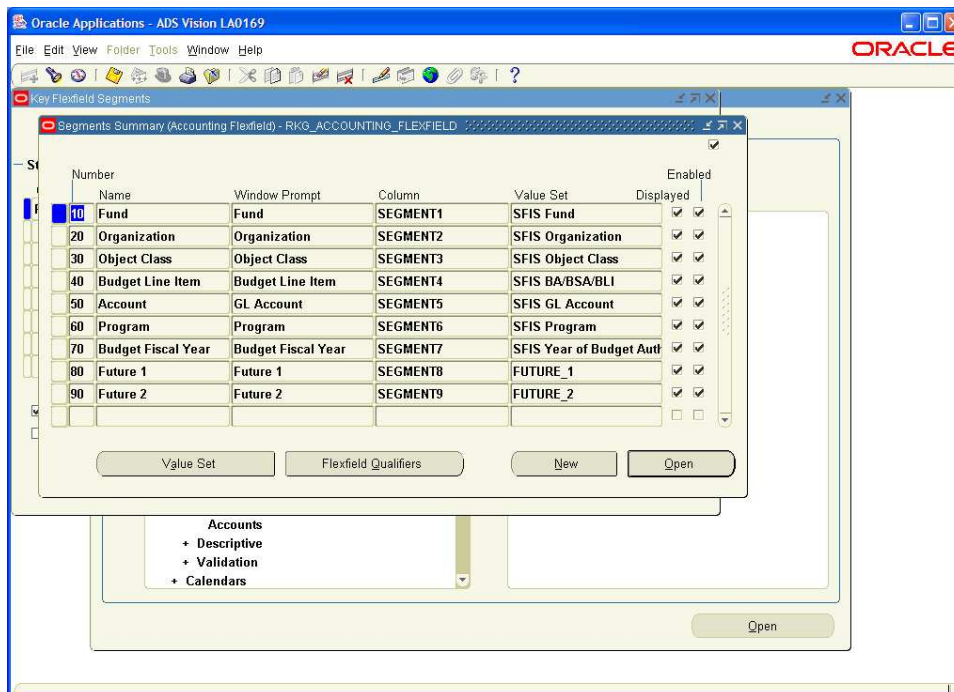 Oracle Applications - ADS Vision LA0169
File Edit View Folder Tools Window Help
ORACLE
Key Flexfield Segments
Segments Summary (Accounting Flexfield) - RKG_ACCOUNTING_FLEXFIELD
Number Enabled
Name Window Prompt Column Value Set Displayed
10 Fund Fund SEGMENT1 SFIS Fund
20 Organization Organization SEGMENT2 SFIS Organization
30 Object Class Object Class SEGMENT3 SFIS Object Class
40 Budget Line Item Budget Line Item SEGMENT4 SFIS BA/BSA/BLI
50 Account GL Account SEGMENT5 SFIS GL Account
60 Program Program SEGMENT6 SFIS Program
70 Budget Fiscal Year Budget Fiscal Year SEGMENT7 SFIS Year of Budget Auth
80 Future 1 Future 1 SEGMENT8 FUTURE_1
90 Future 2 Future 2 SEGMENT9 FUTURE_2
Value Set Flexfield Qualifiers New Open
Accounts
+ Descriptive
+ Validation
+ Calendars
Open